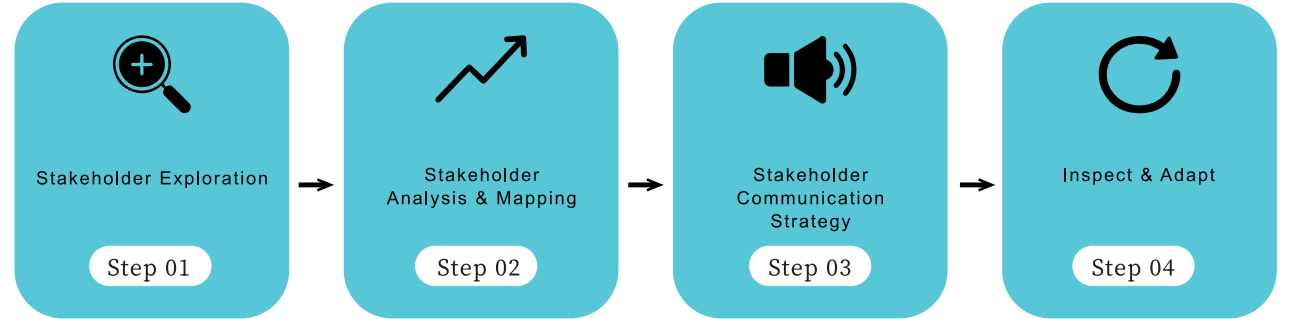 Stakeholder Exploration
Step 01
Stakeholder
Analysis & Mapping
Step 02
Stakeholder
Communication
Strategy
Step 03
Inspect & Adapt
Step 04